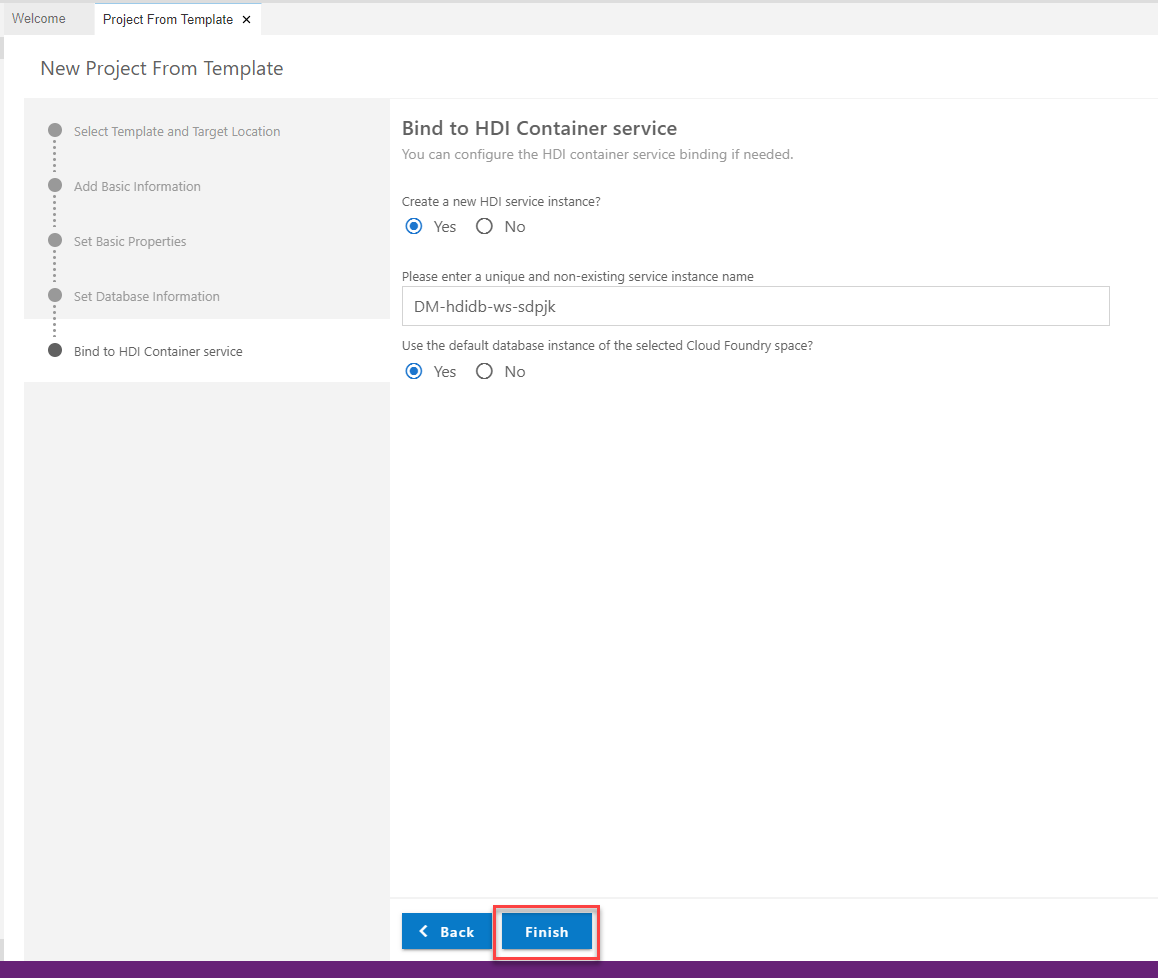 Welcome
Project From Template ×
New Project From Template
Select Template and Target Location
Add Basic Information
Set Basic Properties
Set Database Information
Bind to HDI Container service
Bind to HDI Container service
You can configure the HDI container service binding if needed.
Create a new HDI service instance?
Yes No
Please enter a unique and non-existing service instance name
DM-hdidb-ws-sdpjk
Use the default database instance of the selected Cloud Foundry space?
Yes No
Back Finish